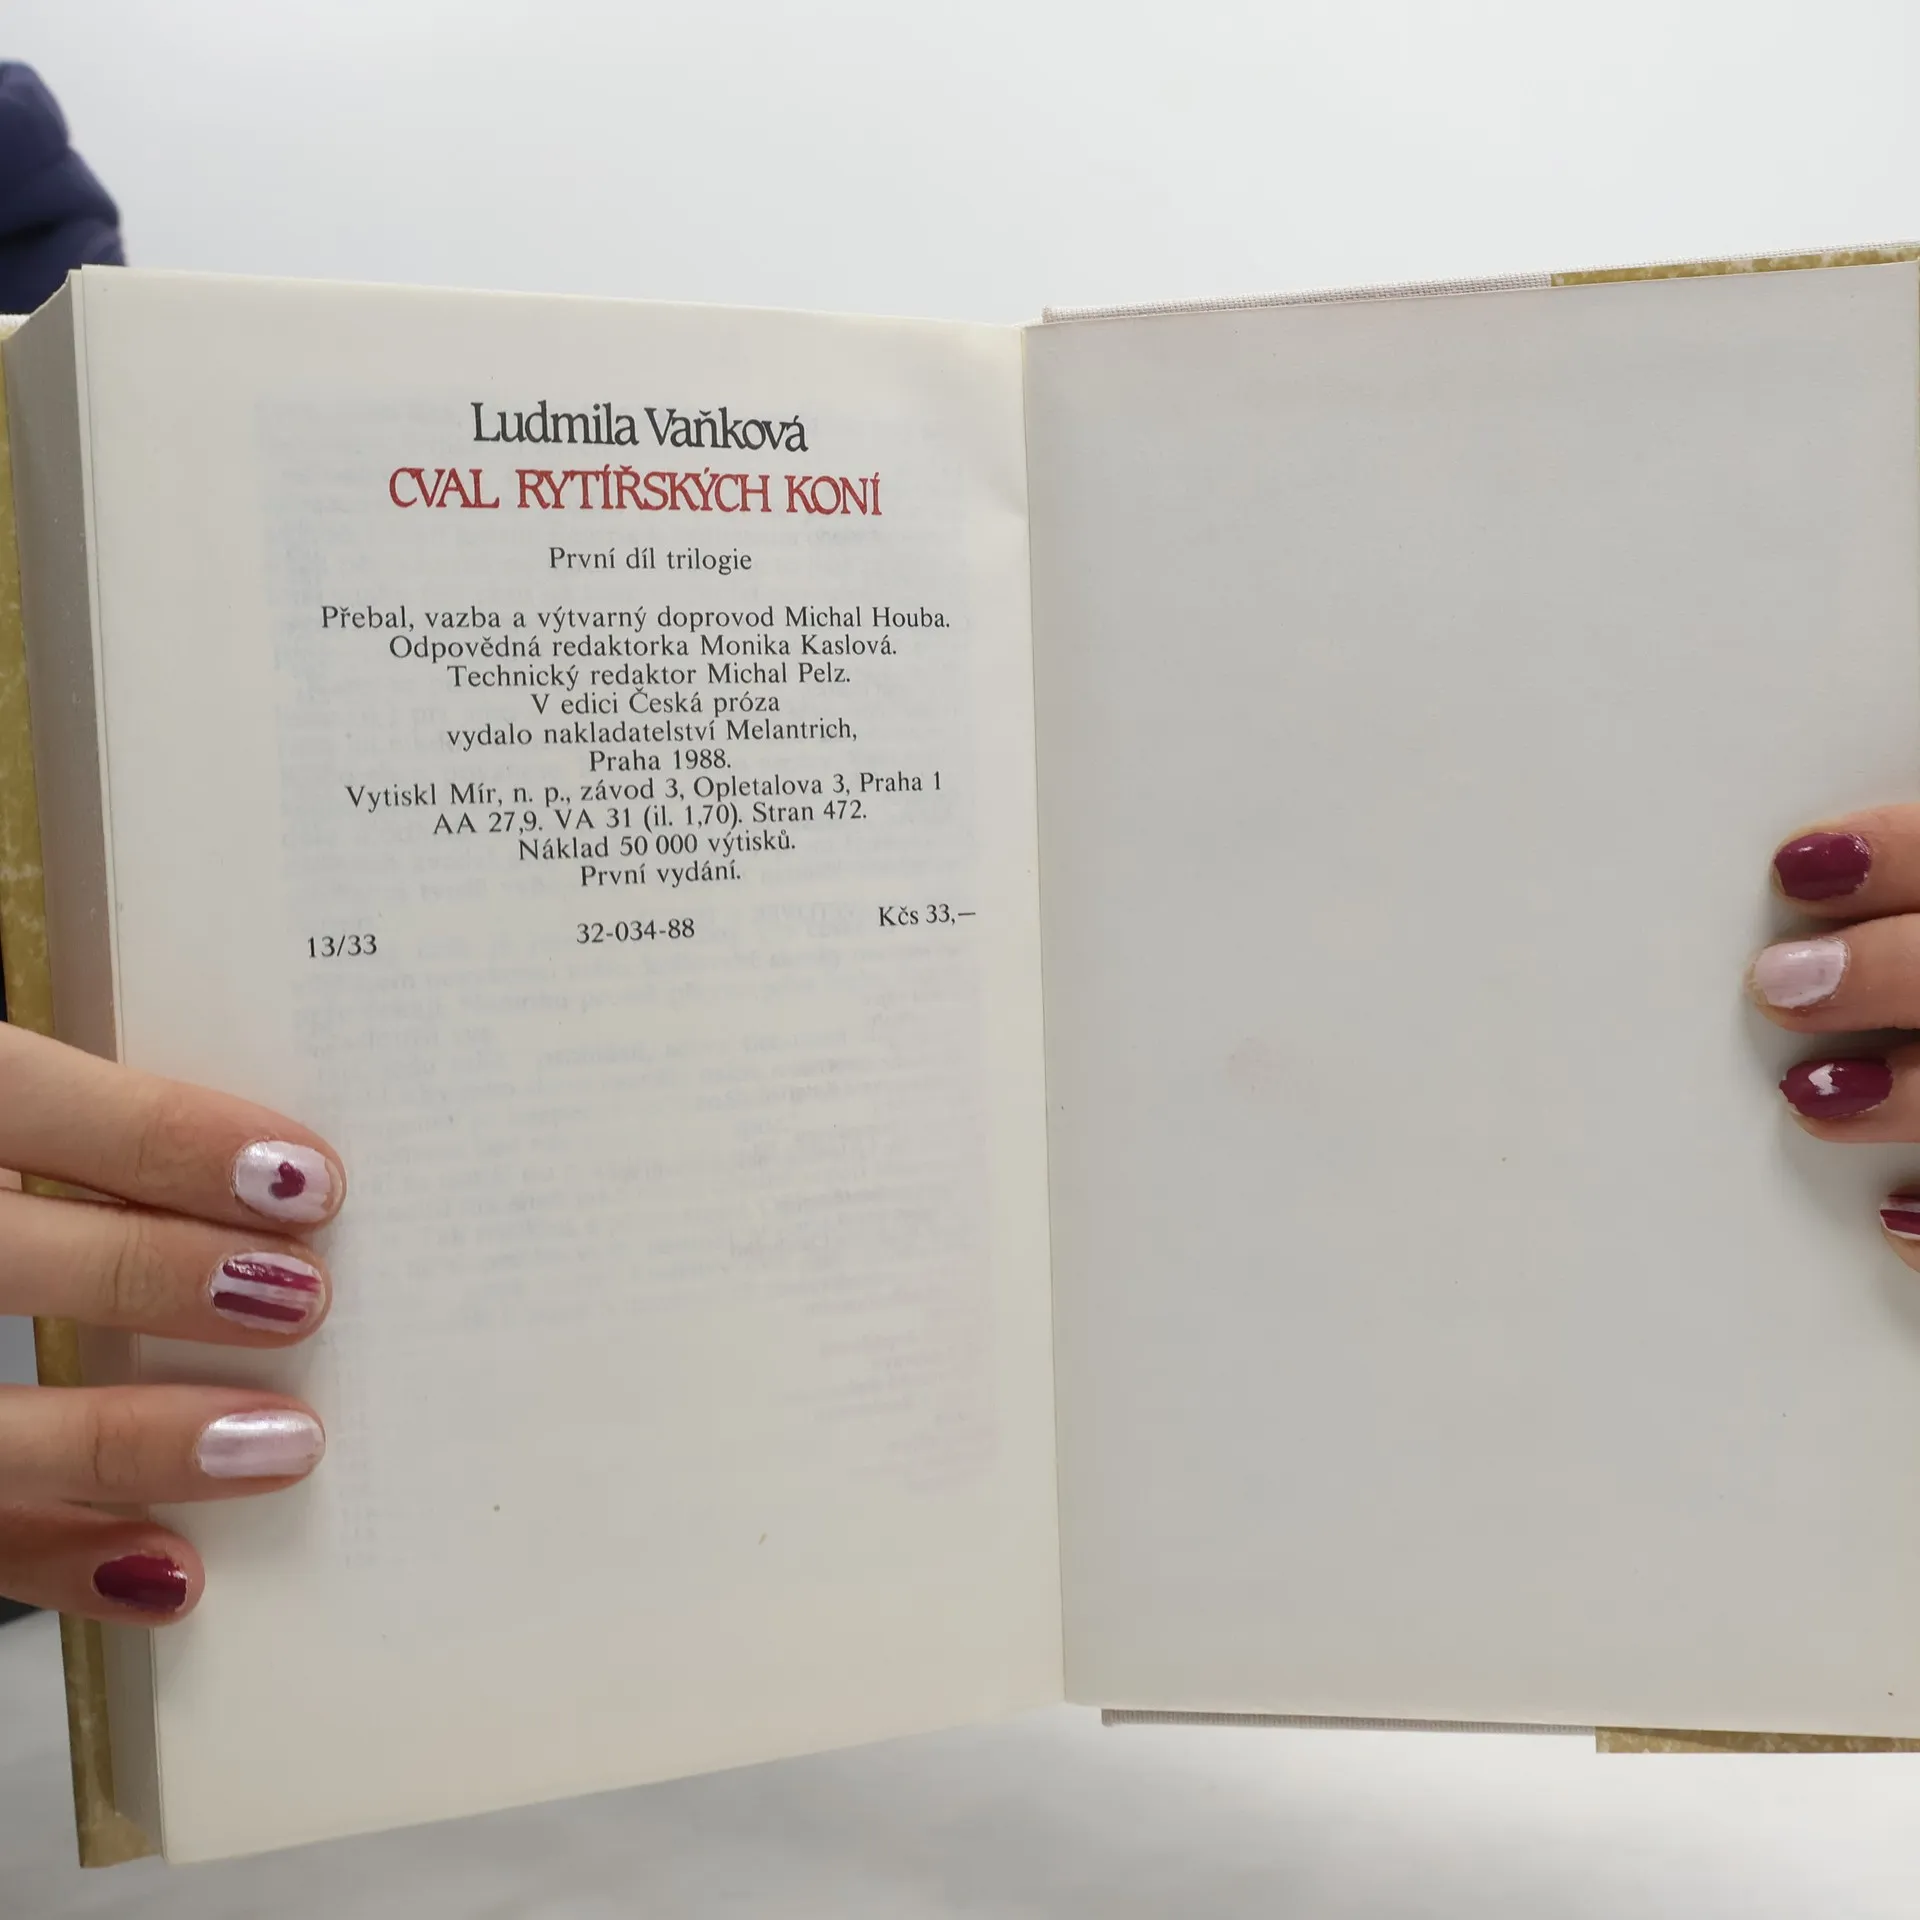 Ludmila Vaňková
CVAL RYTÍŘSKÝCH KONÍ
První díl trilogie
Přebal, vazba a výtvarný doprovod Michal Houba.
Odpovědná redaktorka Monika Kaslová.
Technický redaktor Michal Pelz.
V edici Česká próza
vydalo nakladatelství Melantrich,
Praha 1988.
Vytiskl Mír, n. p., závod 3, Opletalova 3, Praha 1
AA 27,9. VA 31 (il. 1,70). Stran 472.
Náklad 50 000 výtisků.
První vydání.
13/33 32-034-88 Kčs 33,—